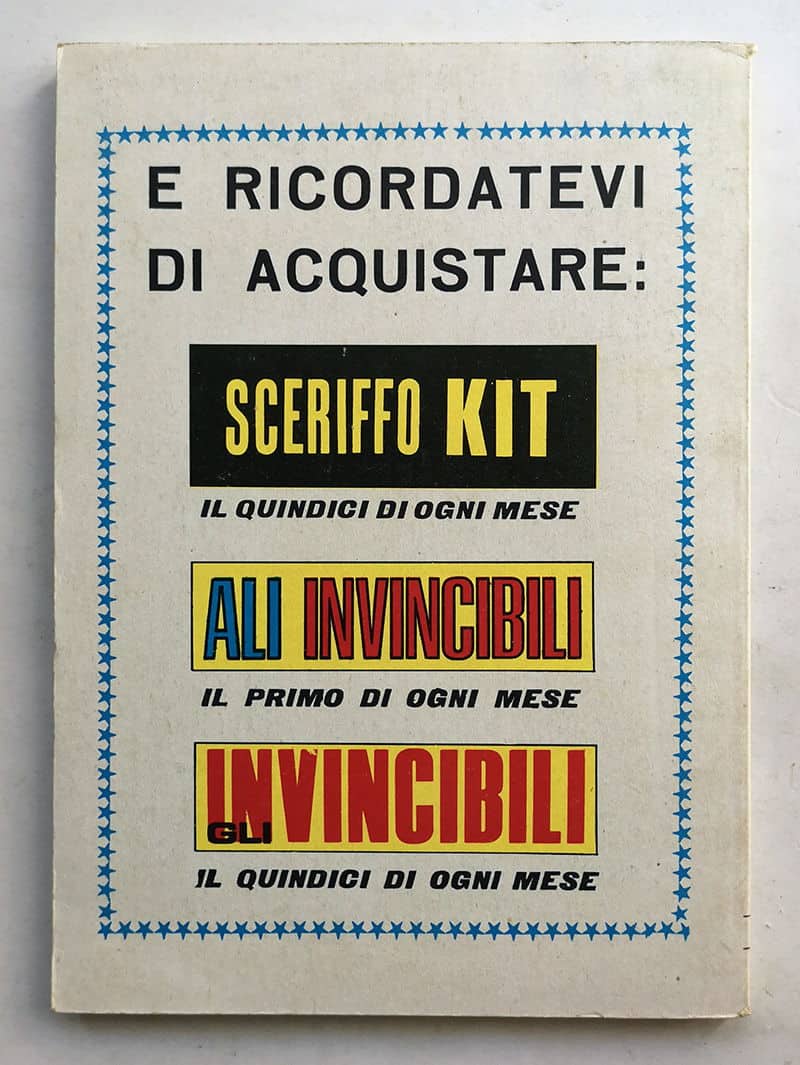 E RICORDATEVI
DI ACQUISTARE:
SCERIFFO KIT
IL QUINDICI DI OGNI MESE
ALI INVINCIBILI
IL PRIMO DI OGNI MESE
GLI INVINCIBILI
IL QUINDICI DI OGNI MESE